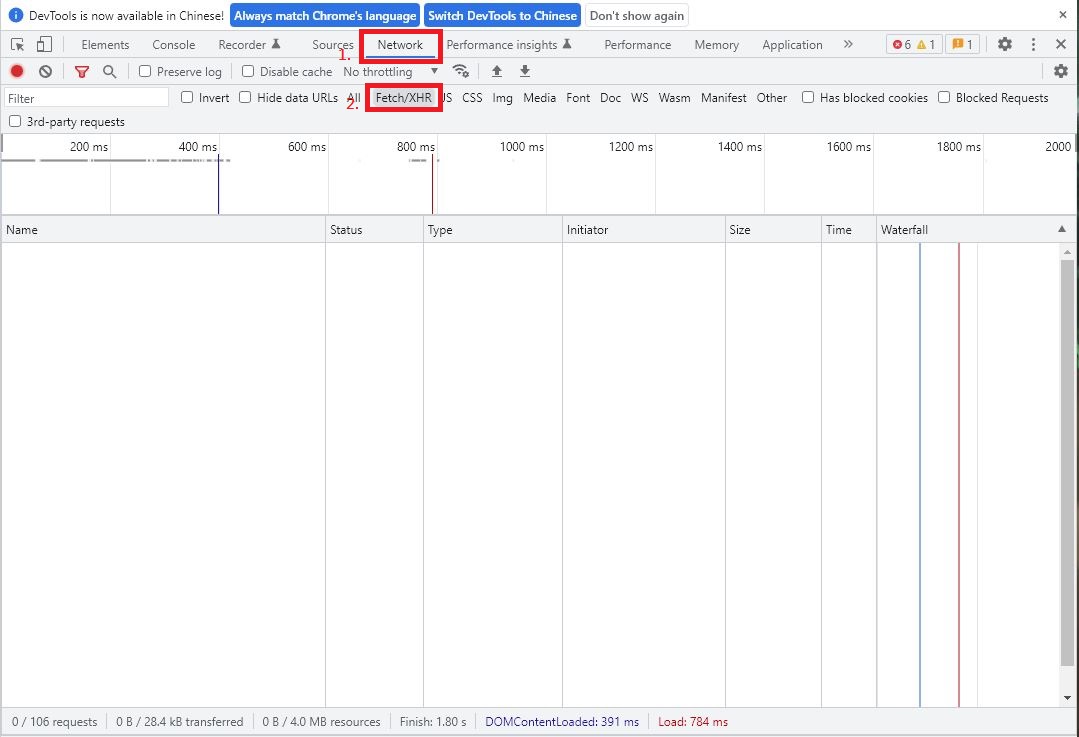 DevTools is now available in Chinese! Always match Chrome's language Switch DevTools to Chinese Don't show again
Elements Console Recorder Sources 1. Network Performance insights Performance Memory Application 6 1 1
Preserve log Disable cache No throttling
Filter Invert Hide data URLs All 2. Fetch/XHR JS CSS Img Media Font Doc WS Wasm Manifest Other Has blocked cookies Blocked Requests
3rd-party requests
200 ms 400 ms 600 ms 800 ms 1000 ms 1200 ms 1400 ms 1600 ms 1800 ms 2000
Name Status Type Initiator Size Time Waterfall
0 / 106 requests 0 B / 28.4 kB transferred 0 B / 4.0 MB resources Finish: 1.80 s DOMContentLoaded: 391 ms Load: 784 ms